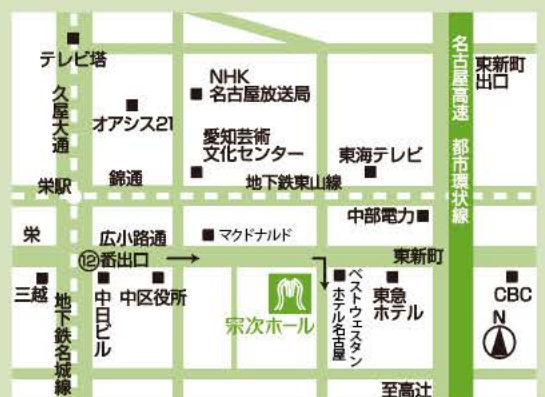 テレビ塔
久屋大通
オアシス21
NHK
名古屋放送局
愛知芸術
文化センター
東海テレビ
名古屋高速 都市環状線
東新町
出口
栄駅
錦通
地下鉄東山線
中部電力
栄
広小路通
マクドナルド
⑫番出口
東新町
三越
地下鉄名城線
中日ビル
中区役所
宗次ホール
ベストウェスタン
ホテル名古屋
東急
ホテル
CBC
N
至高辻